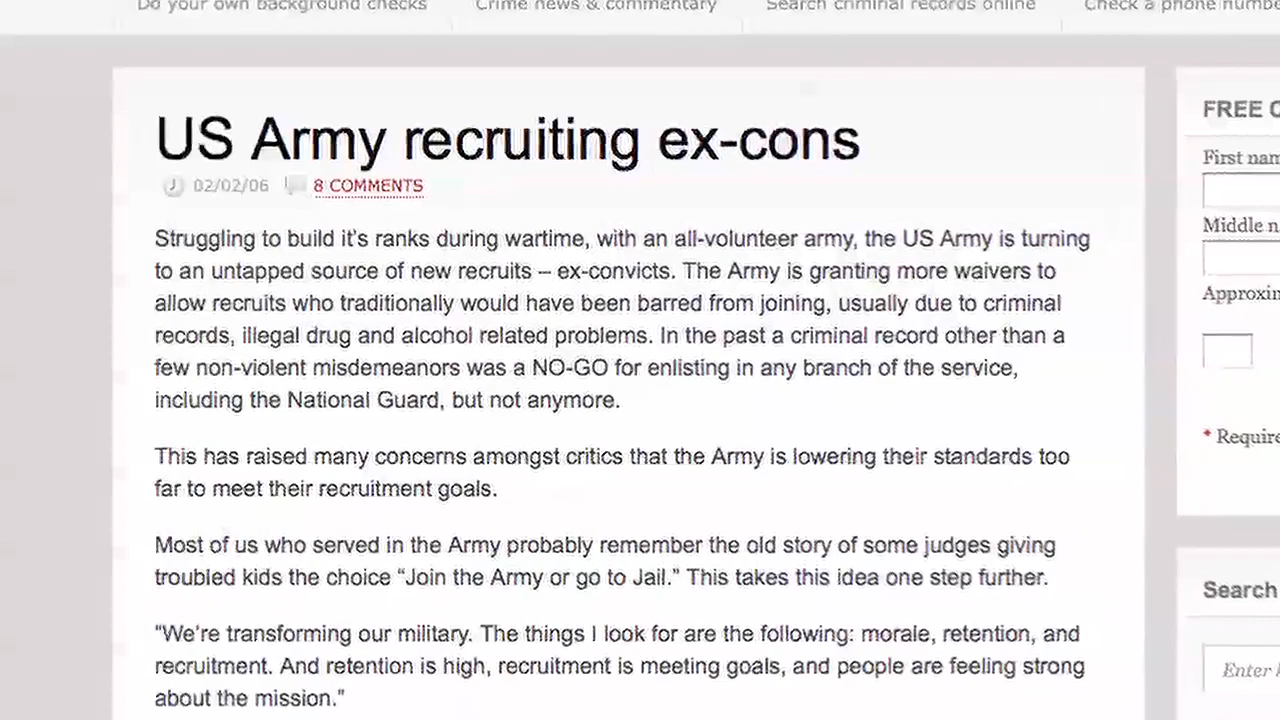 Do your own background checks
Crime news & commentary
Search criminal records online
Check a phone
US Army recruiting ex-cons
02/02/06 8 COMMENTS
Struggling to build it's ranks during wartime, with an all-volunteer army, the US Army is turning
to an untapped source of new recruits – ex-convicts. The Army is granting more waivers to
allow recruits who traditionally would have been barred from joining, usually due to criminal
records, illegal drug and alcohol related problems. In the past a criminal record other than a
few non-violent misdemeanors was a NO-GO for enlisting in any branch of the service,
including the National Guard, but not anymore.
This has raised many concerns amongst critics that the Army is lowering their standards too
far to meet their recruitment goals.
Most of us who served in the Army probably remember the old story of some judges giving
troubled kids the choice “Join the Army or go to Jail.” This takes this idea one step further.
“We're transforming our military. The things I look for are the following: morale, retention, and
recruitment. And retention is high, recruitment is meeting goals, and people are feeling strong
about the mission.”
FREE
First
Middle
* 
Search
Enter